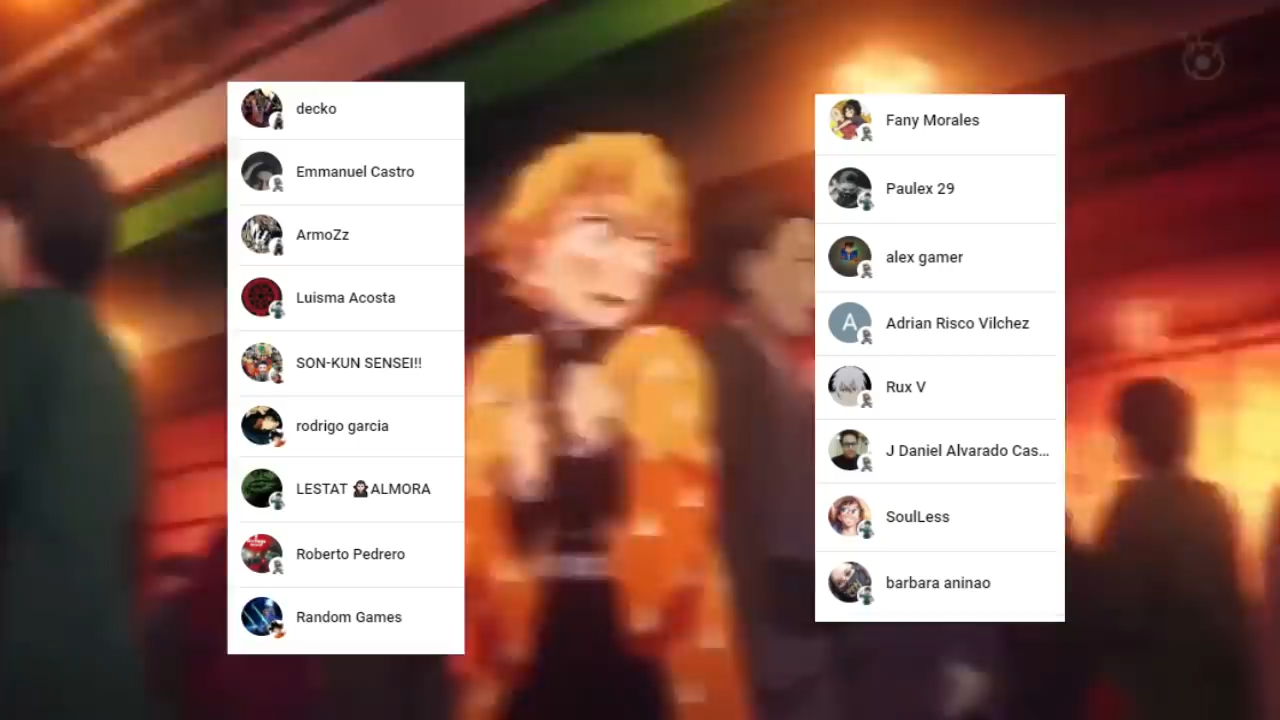 decko
Emmanuel Castro
ArmoZz
Luisma Acosta
SON-KUN SENSEI!!
rodrigo garcia
LESTAT 🧛🏻ALMORA
Roberto Pedrero
Random Games
Fany Morales
Paulex 29
alex gamer
A
Adrian Risco Vilchez
Rux V
J Daniel Alvarado Cas...
SoulLess
barbara aninao